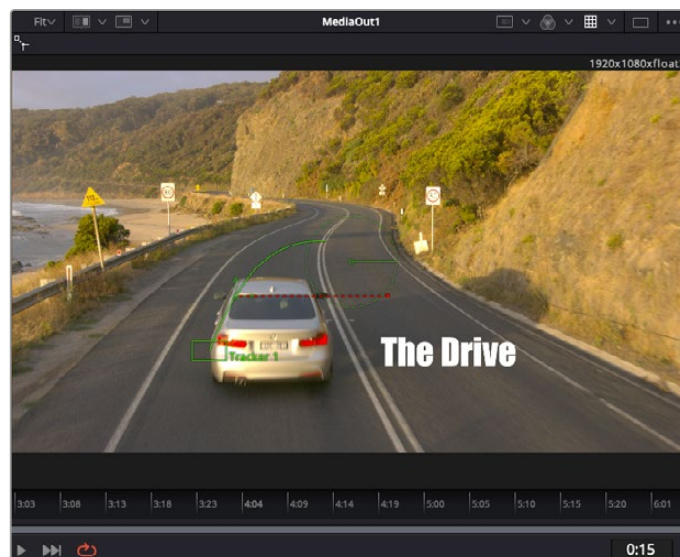 Fit
MediaOut1
1920x1080xfloat
Tracker 1
The Drive
3:03 3:08 3:13 3:18 3:23 4:04 4:09 4:14 4:19 5:00 5:05 5:10 5:15 5:20 6:01
0:15